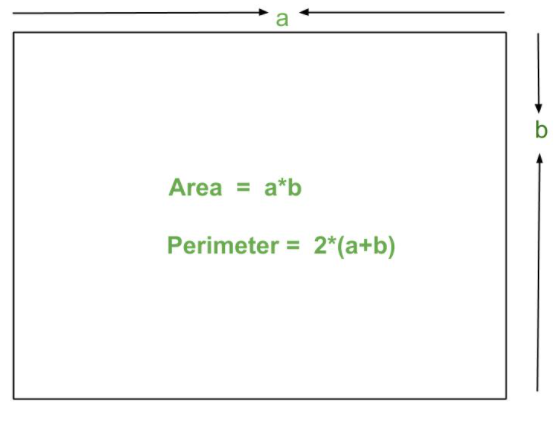 a
b
Area = a*b
Perimeter = 2*(a+b)